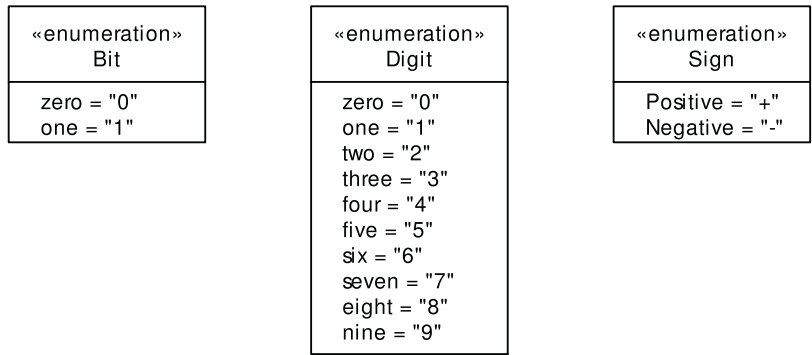 «enumeration»
Bit
zero = "0"
one = "1"
«enumeration»
Digit
zero = "0"
one = "1"
two = "2"
three = "3"
four = "4"
five = "5"
six = "6"
seven = "7"
eight = "8"
nine = "9"
«enumeration»
Sign
Positive = "+"
Negative = "-"